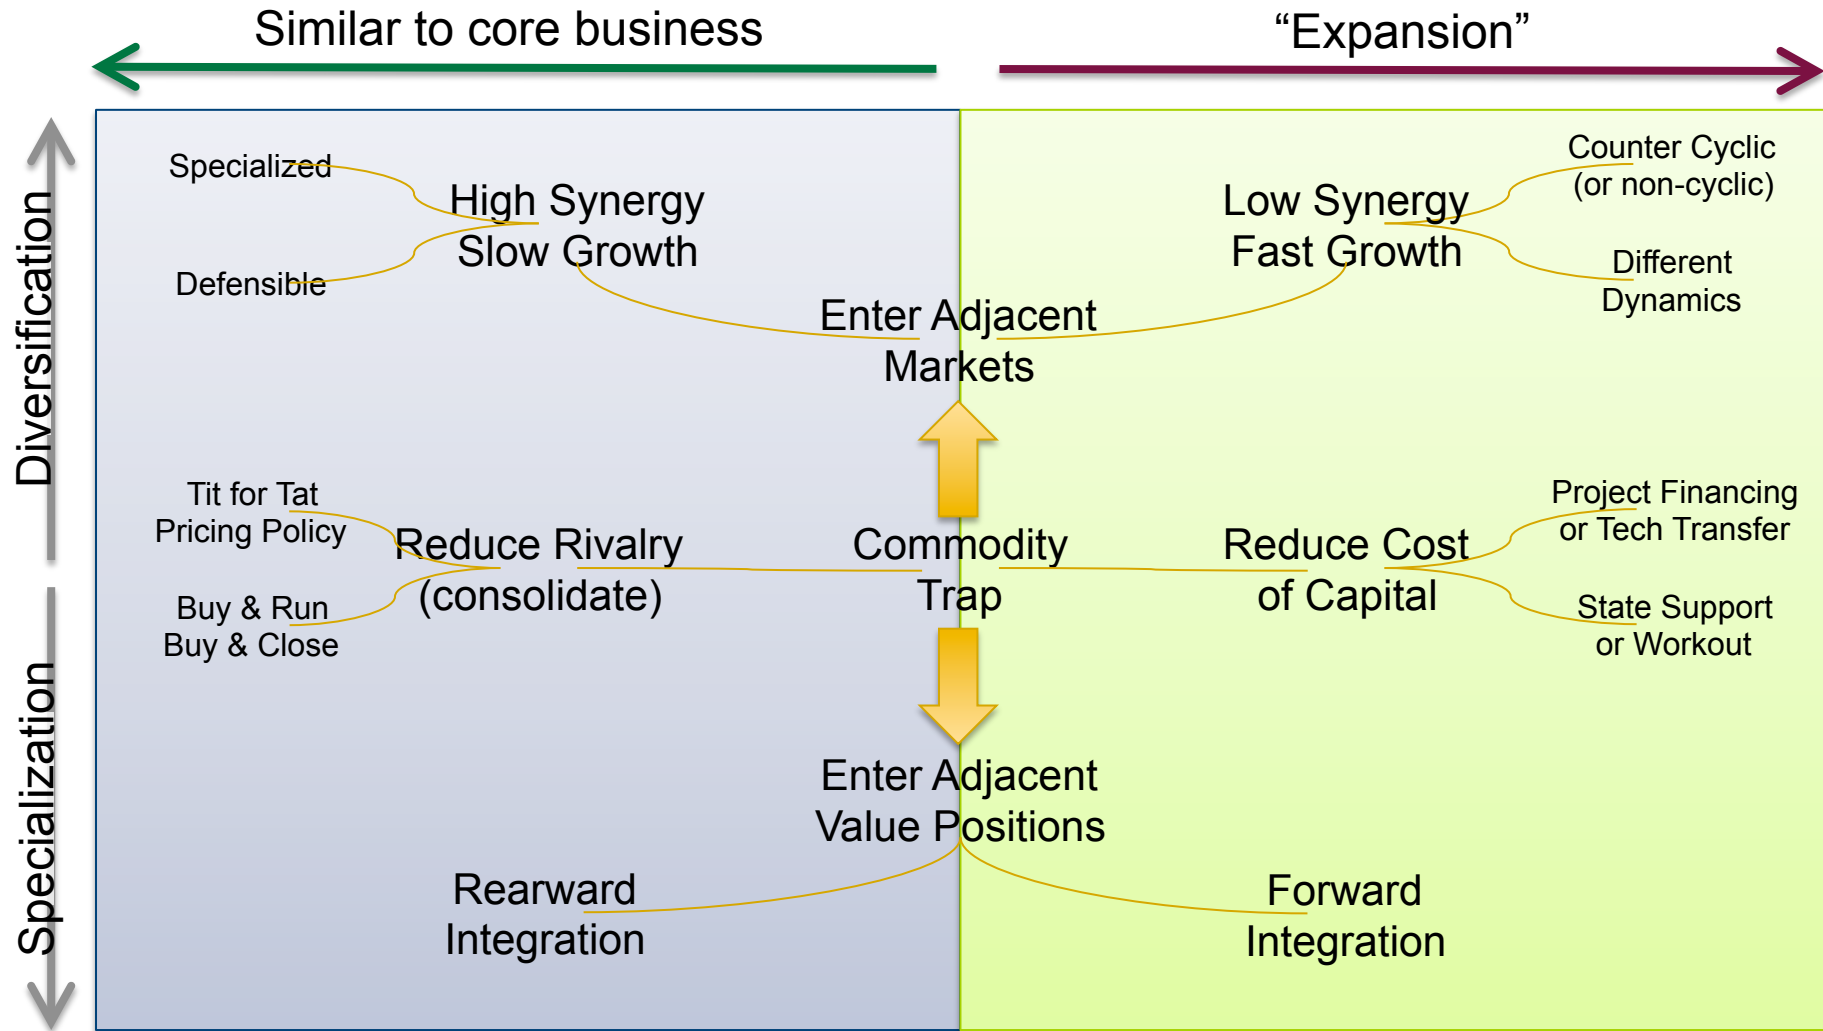 Similar to core business
“Expansion”
Diversification
Specialization
Specialized
Defensible
High Synergy
Slow Growth
Low Synergy
Fast Growth
Counter Cyclic
(or non-cyclic)
Different
Dynamics
Enter Adjacent
Markets
Tit for Tat
Pricing Policy
Buy & Run
Buy & Close
Reduce Rivalry
(consolidate)
Commodity
Trap
Reduce Cost
of Capital
Project Financing
or Tech Transfer
State Support
or Workout
Enter Adjacent
Value Positions
Rearward
Integration
Forward
Integration